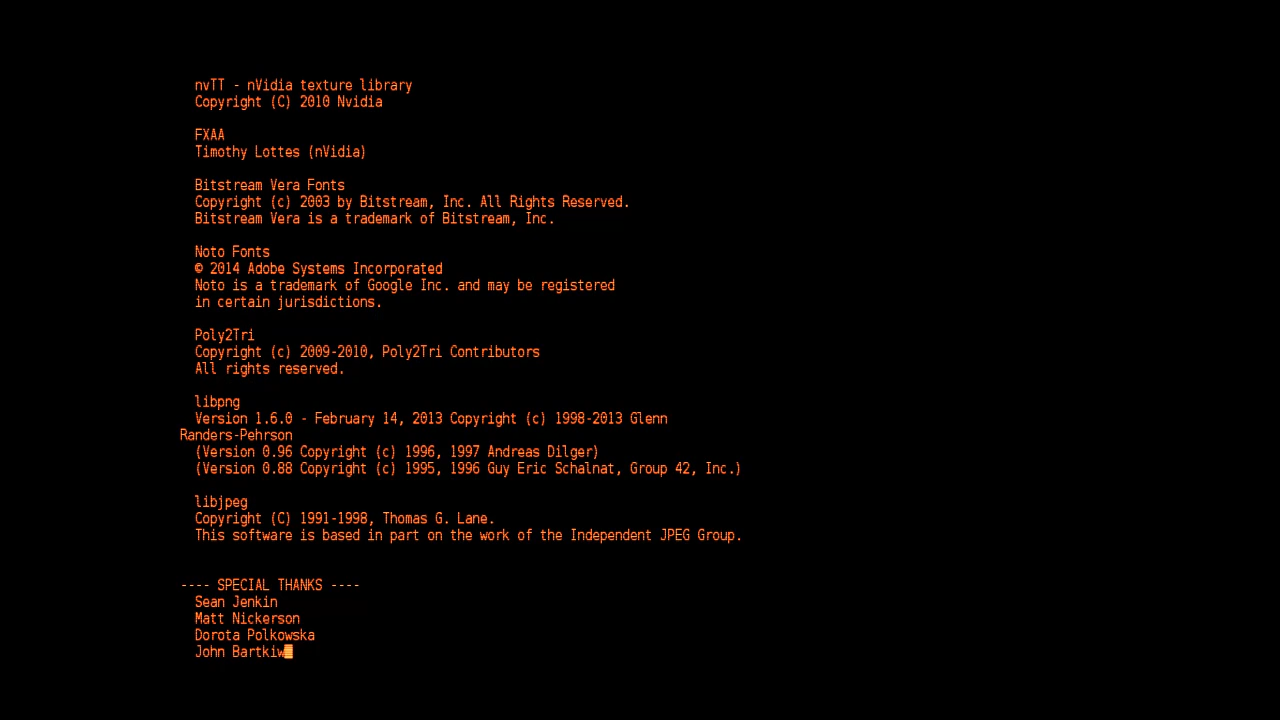 nvTT - nVidia texture library
Copyright (C) 2010 Nvidia
FXAA
Timothy Lottes (nVidia)
Bitstream Vera Fonts
Copyright (c) 2003 by Bitstream, Inc. All Rights Reserved.
Bitstream Vera is a trademark of Bitstream, Inc.
Noto Fonts
© 2014 Adobe Systems Incorporated
Noto is a trademark of Google Inc. and may be registered
in certain jurisdictions.
Poly2Tri
Copyright (c) 2009-2010, Poly2Tri Contributors
All rights reserved.
libpng
Version 1.6.0 - February 14, 2013 Copyright (c) 1998-2013 Glenn
Randers-Pehrson
(Version 0.96 Copyright (c) 1996, 1997 Andreas Dilger)
(Version 0.88 Copyright (c) 1995, 1996 Guy Eric Schalnat, Group 42, Inc.)
libjpeg
Copyright (C) 1991-1998, Thomas G. Lane.
This software is based in part on the work of the Independent JPEG Group.
---- SPECIAL THANKS ----
Sean Jenkin
Matt Nickerson
Dorota Polkowska
John Bartkiw